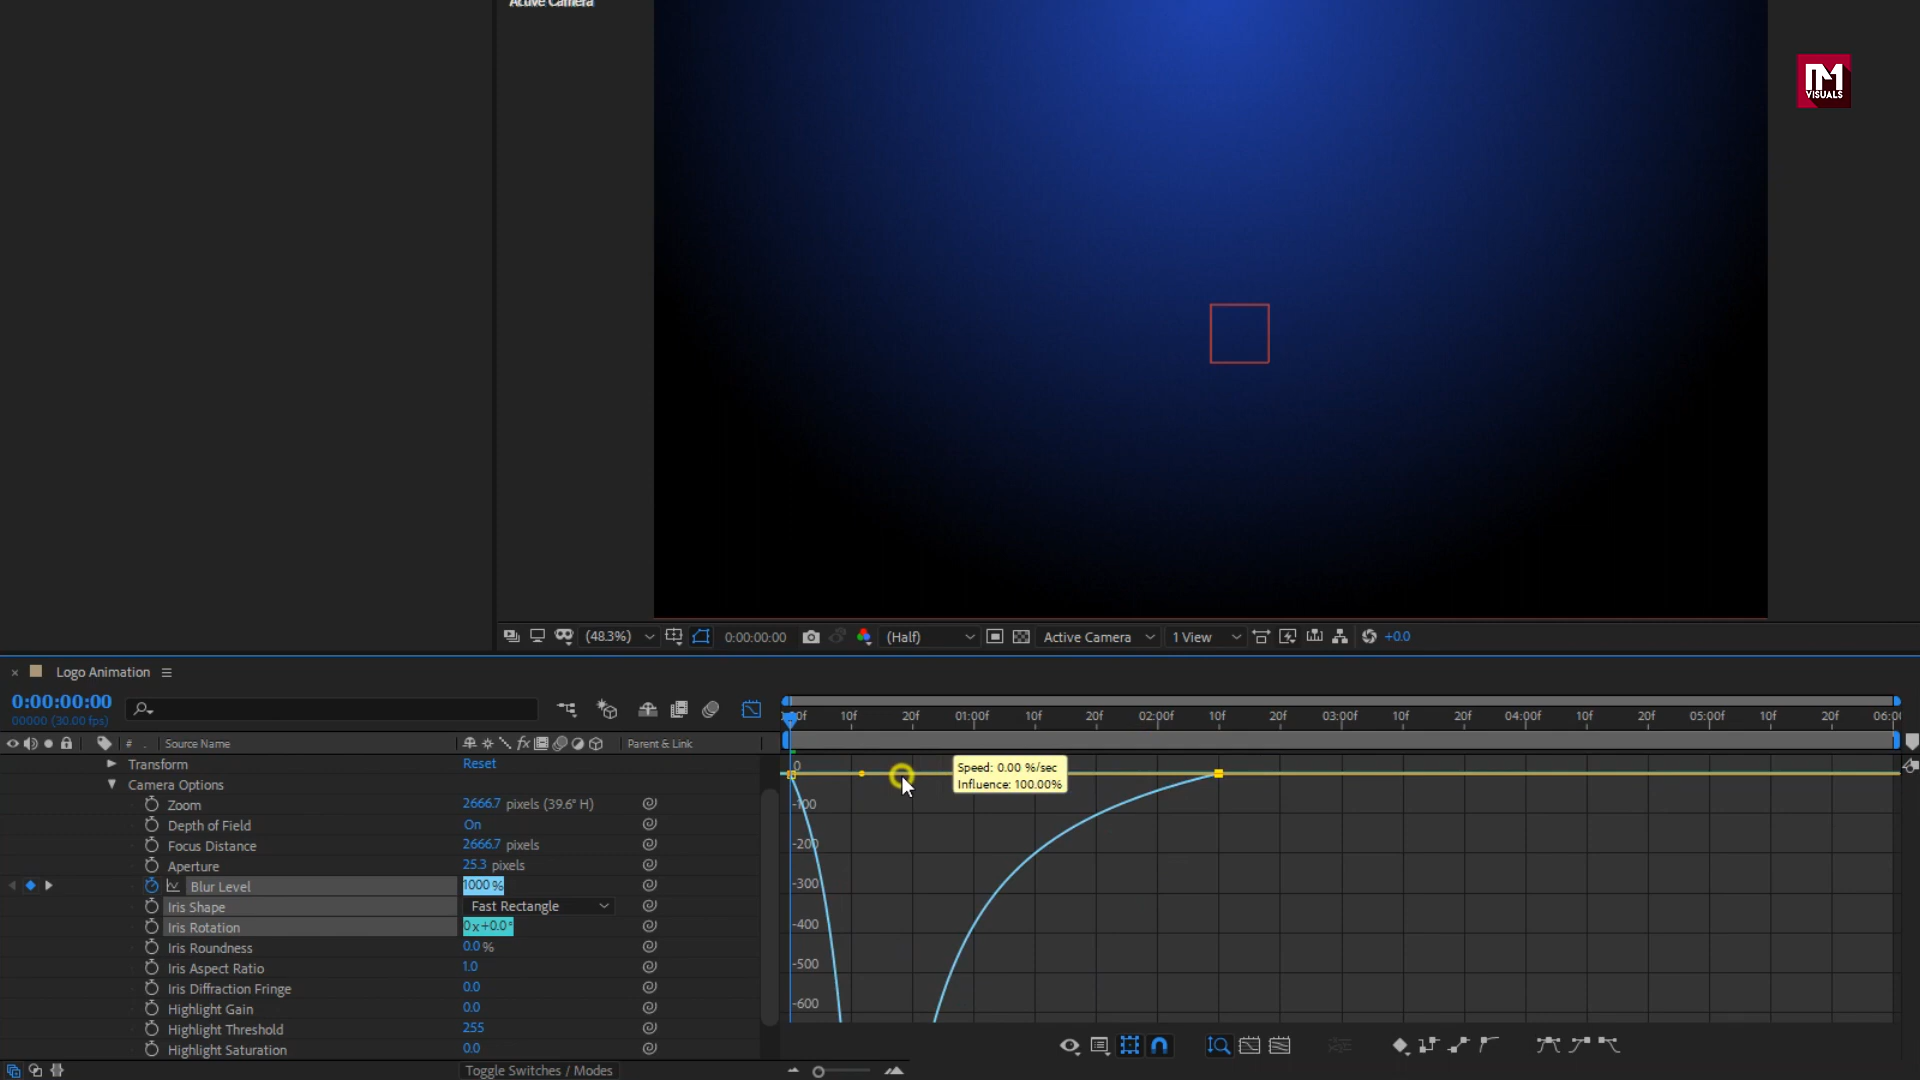 Active Camera
M
VISUALS
(48.3%) 0:00:00:00 (Half) Active Camera 1 View +0.0
× Logo Animation
0:00:00:00
00000 (30.00 fps)
:00f 10f 20f 01:00f 10f 20f 02:00f 10f 20f 03:00f 10f 20f 04:00f 10f 20f 05:00f 10f 20f 06:0
# . Source Name fx Parent & Link
Transform Reset
Camera Options
Zoom 2666.7 pixels (39.6° H)
Depth of Field On
Focus Distance 2666.7 pixels
Aperture 25.3 pixels
Blur Level 1000 %
Iris Shape Fast Rectangle
Iris Rotation 0x+0.0°
Iris Roundness 0.0 %
Iris Aspect Ratio 1.0
Iris Diffraction Fringe 0.0
Highlight Gain 0.0
Highlight Threshold 255
Highlight Saturation 0.0
0
-100
-200
-300
-400
-500
-600
Speed: 0.00 %/sec
Influence: 100.00%
Toggle Switches / Modes